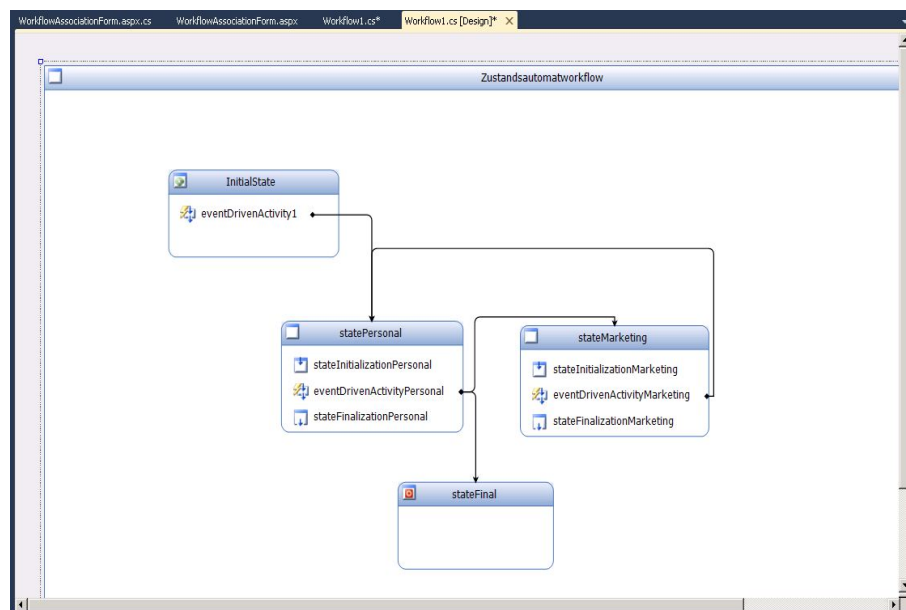 WorkflowAssociationForm.aspx.cs WorkflowAssociationForm.aspx Workflow1.cs* Workflow1.cs [Design]* X
Zustandsautomatworkflow
InitialState
eventDrivenActivity1
statePersonal
stateInitializationPersonal
eventDrivenActivityPersonal
stateFinalizationPersonal
stateMarketing
stateInitializationMarketing
eventDrivenActivityMarketing
stateFinalizationMarketing
stateFinal